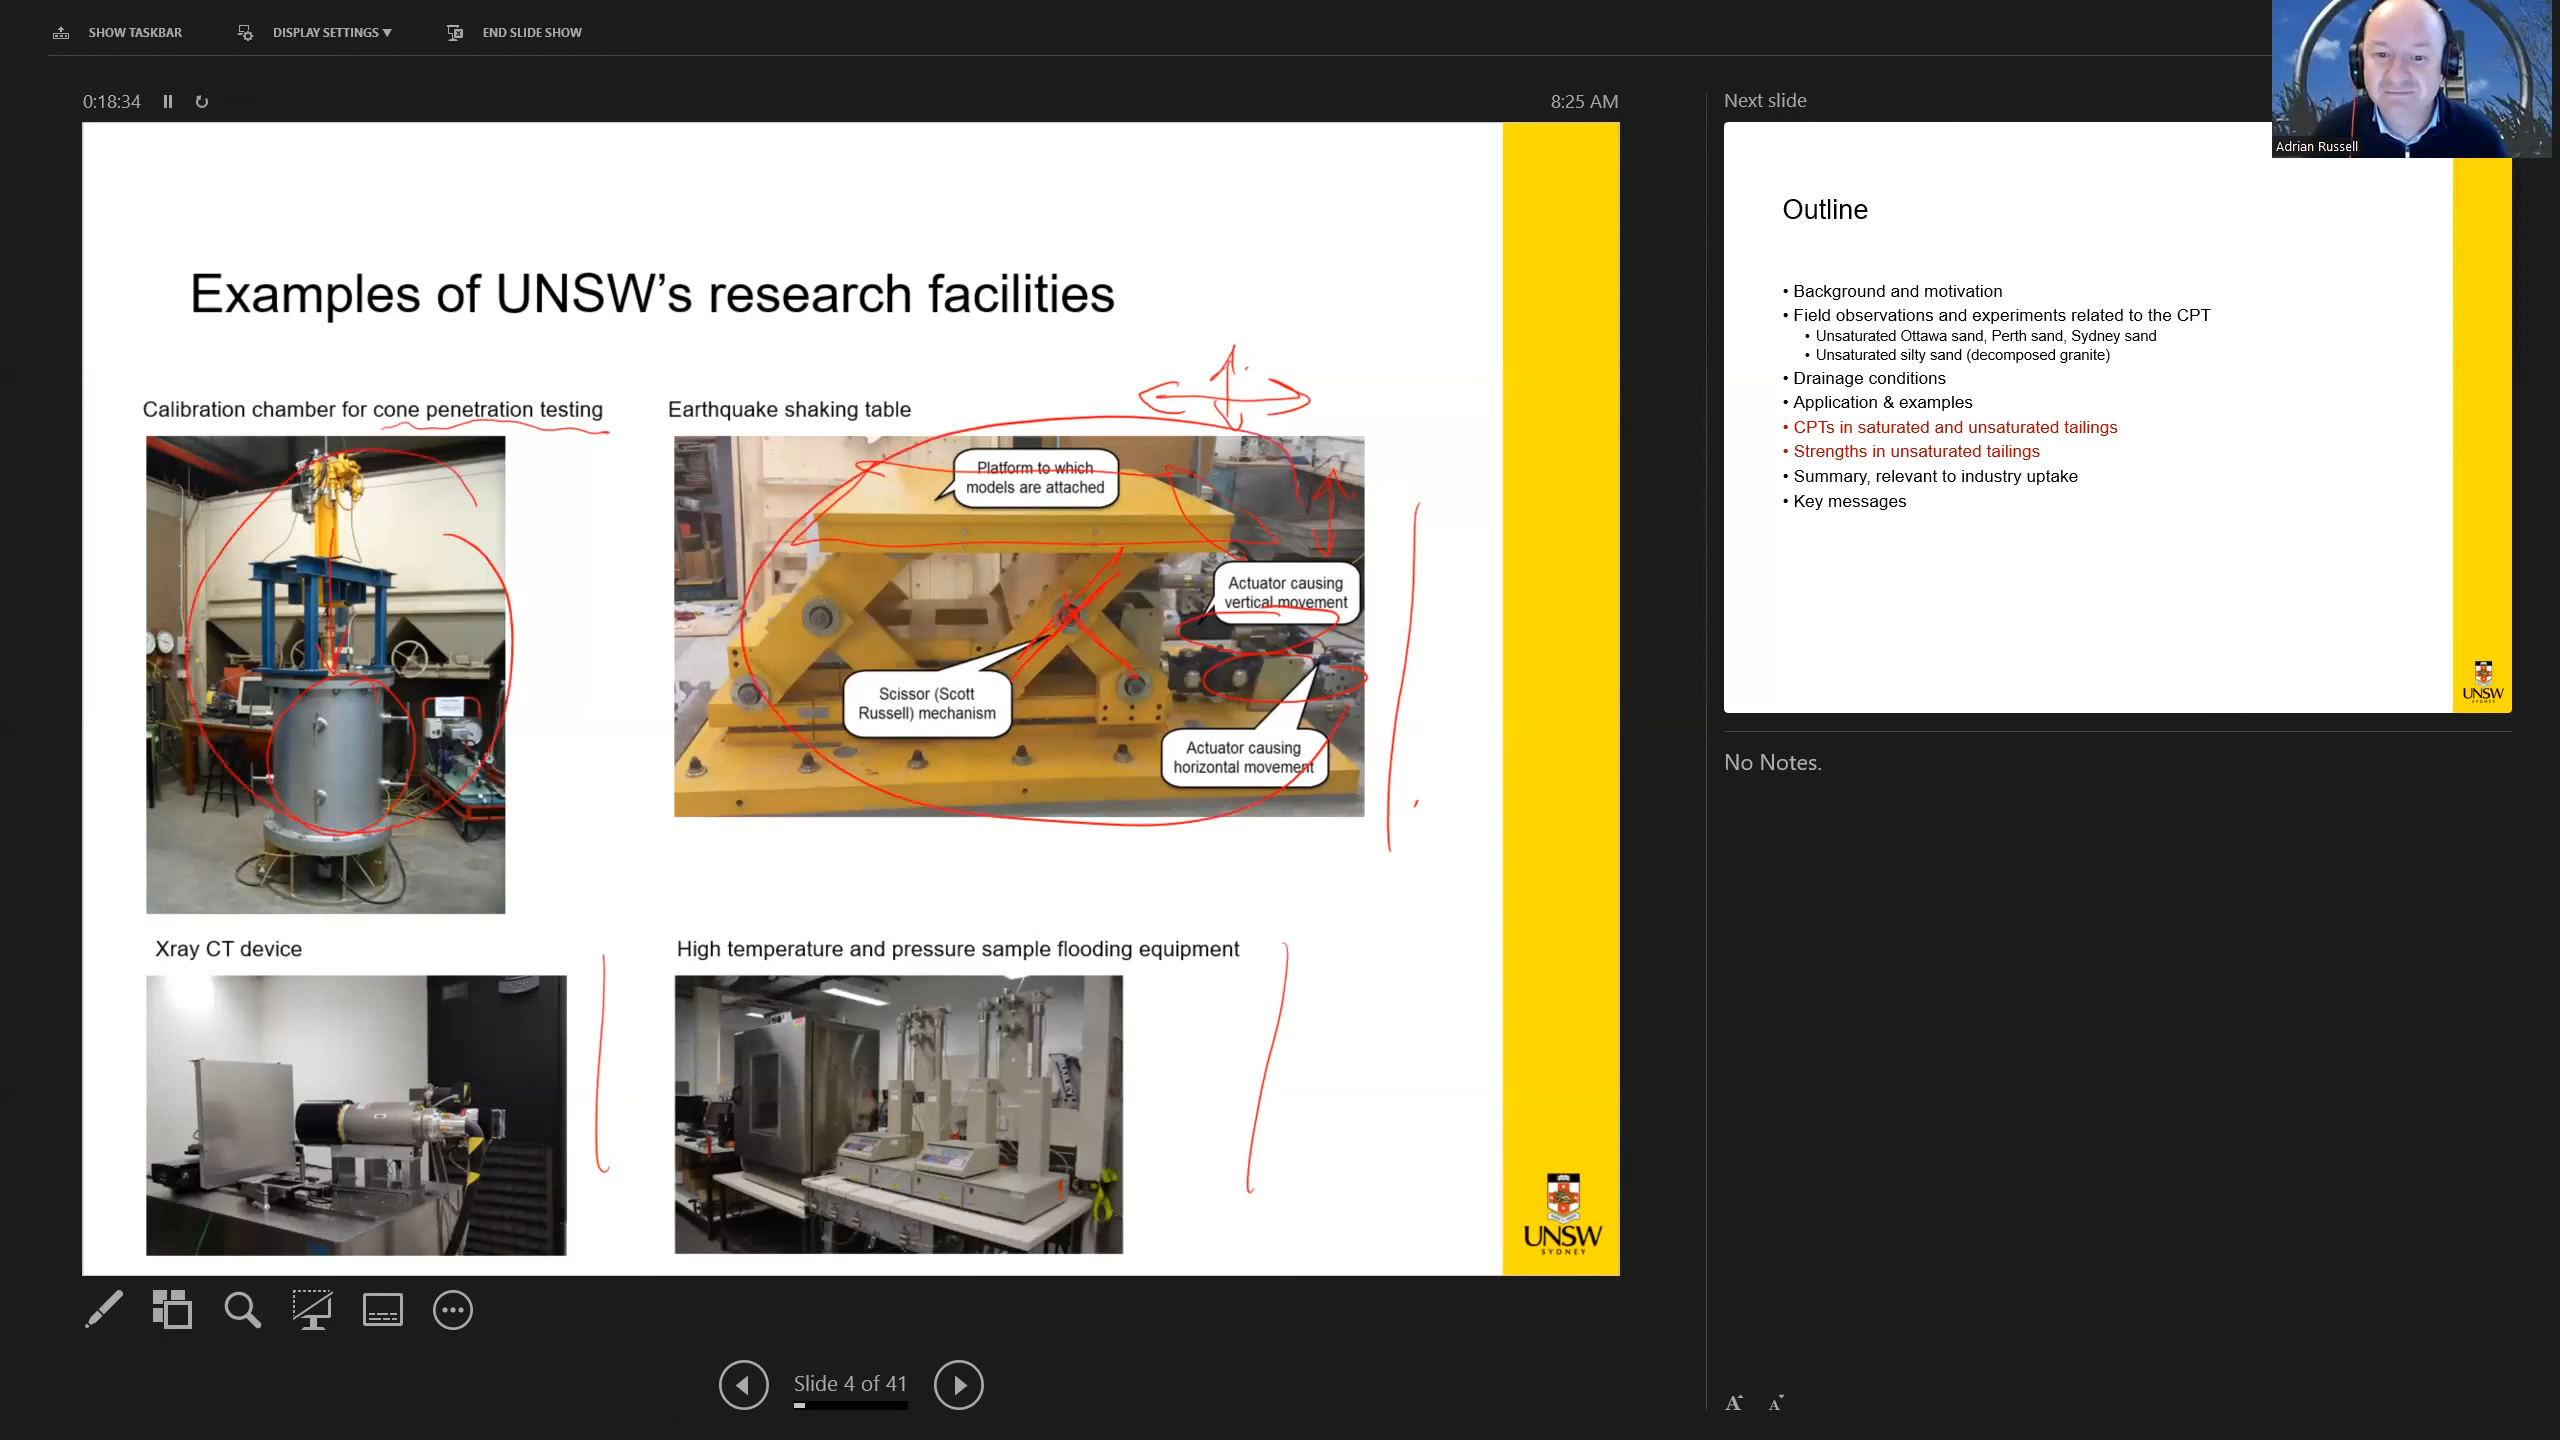 SHOW TASKBAR
DISPLAY SETTINGS ▼
END SLIDE SHOW
0:18:34
8:25 AM
Examples of UNSW’s research facilities
Calibration chamber for cone penetration testing
Earthquake shaking table
Platform to which
models are attached
Actuator causing
vertical movement
Scissor (Scott
Russell) mechanism
Actuator causing
horizontal movement
Xray CT device
High temperature and pressure sample flooding equipment
UNSW
SYDNEY
Slide 4 of 41
Next slide
Adrian Russell
Outline
• Background and motivation
• Field observations and experiments related to the CPT
• Unsaturated Ottawa sand, Perth sand, Sydney sand
• Unsaturated silty sand (decomposed granite)
• Drainage conditions
• Application & examples
• CPTs in saturated and unsaturated tailings
• Strengths in unsaturated tailings
• Summary, relevant to industry uptake
• Key messages
UNSW
SYDNEY
No Notes.
A A